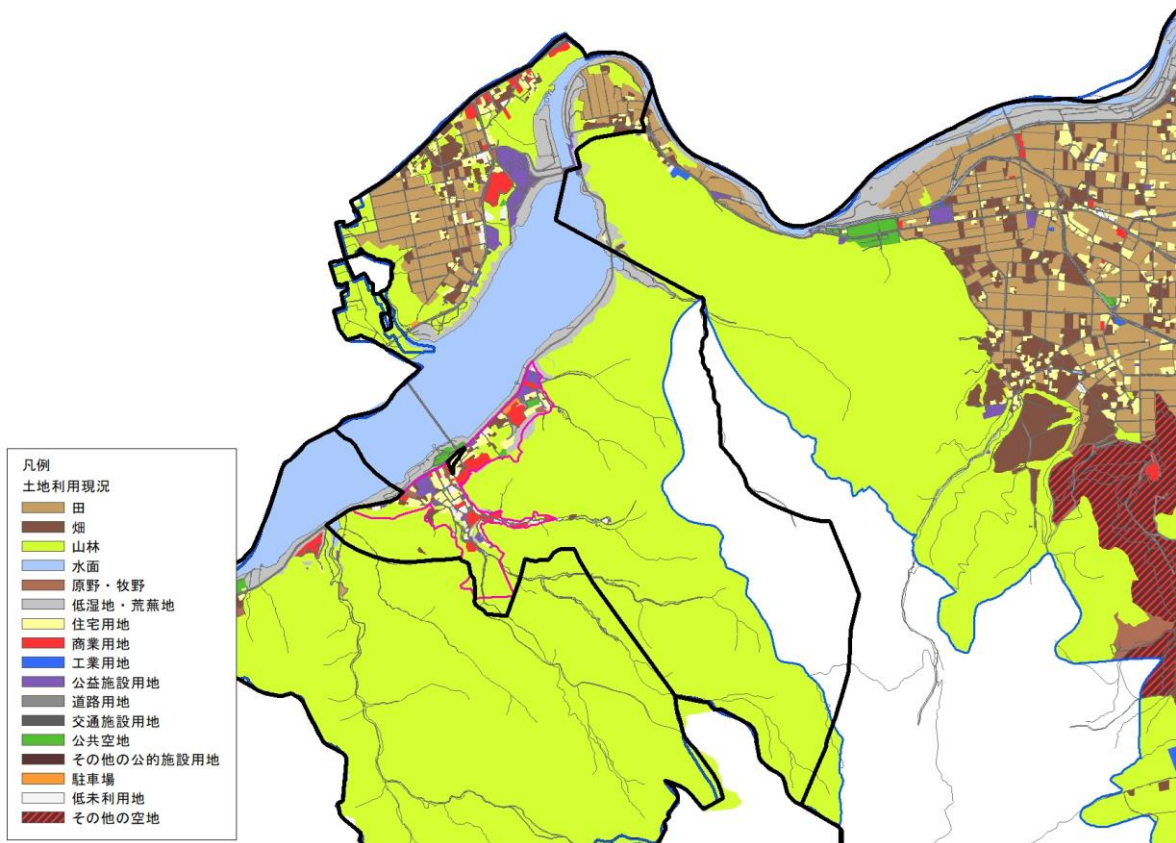 凡例
土地利用現況
田
畑
山林
水面
原野・牧野
低湿地・荒蕪地
住宅用地
商業用地
工業用地
公益施設用地
道路用地
交通施設用地
公共空地
その他の公的施設用地
駐車場
低未利用地
その他の空地